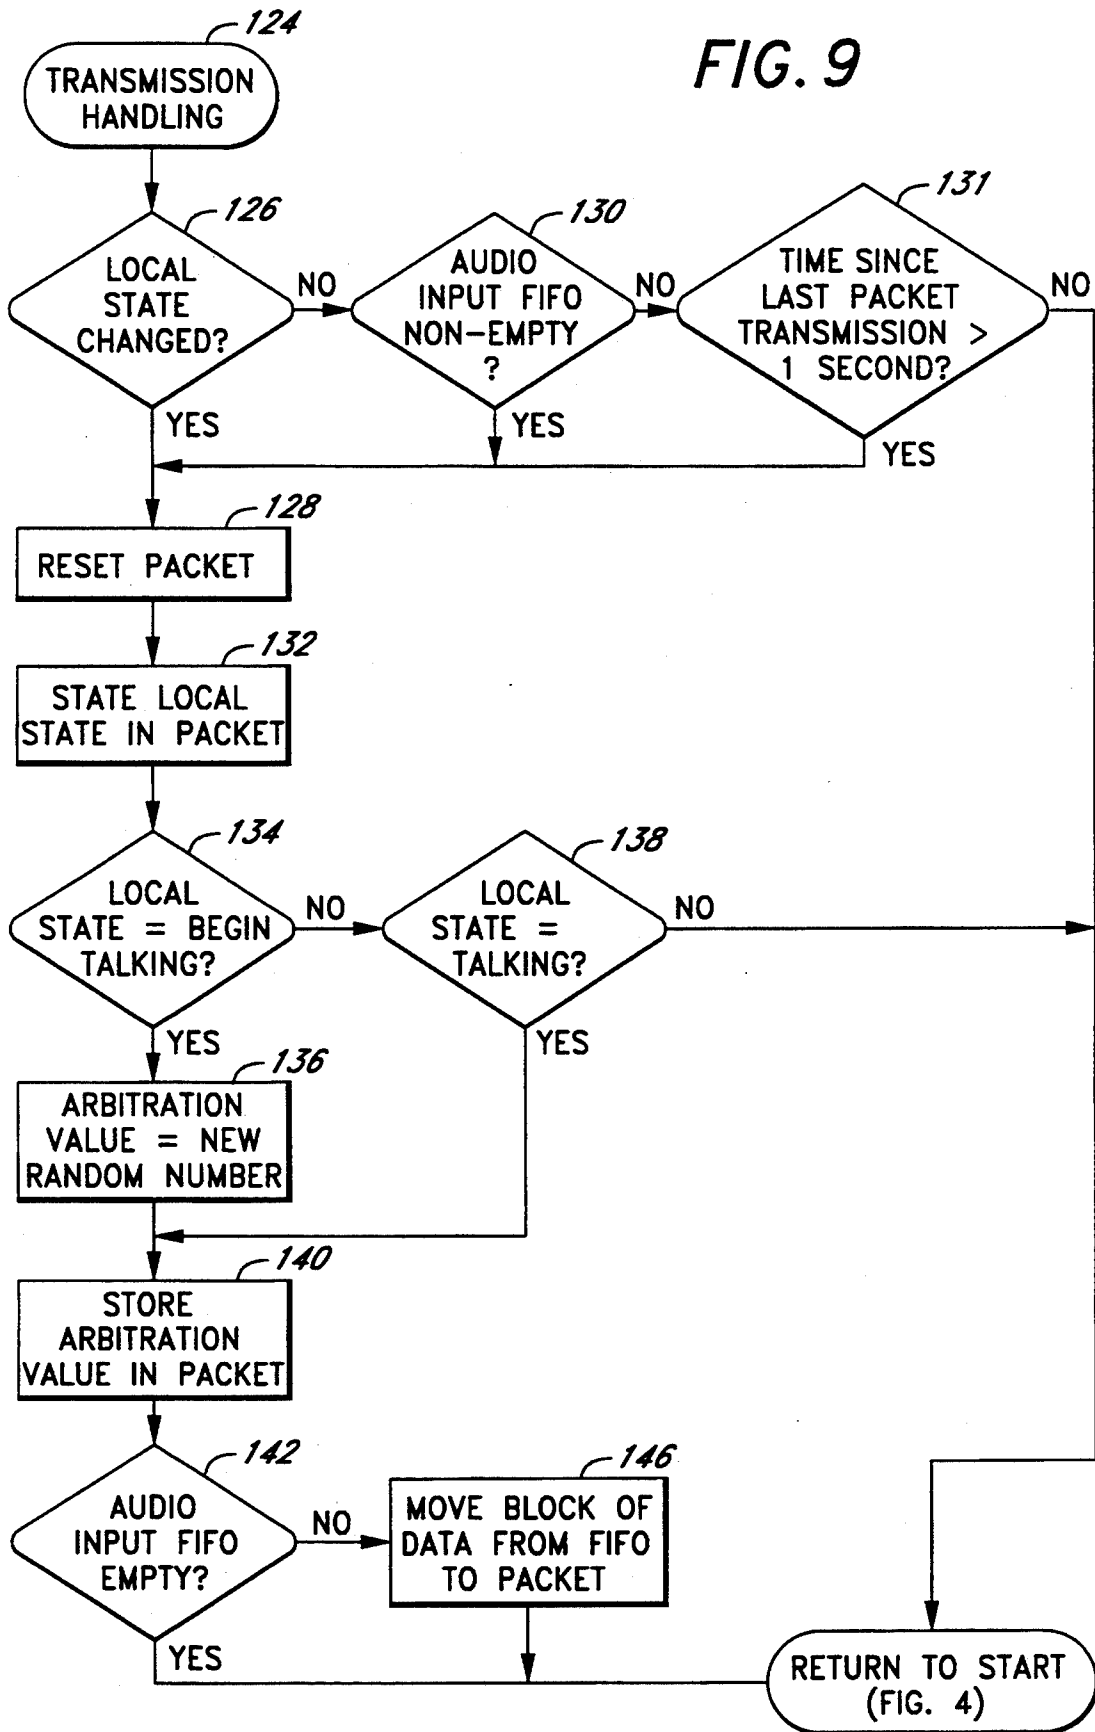 FIG. 9
124
TRANSMISSION
HANDLING
126
LOCAL
STATE
CHANGED?
NO
YES
130
AUDIO
INPUT FIFO
NON-EMPTY
?
NO
YES
131
TIME SINCE
LAST PACKET
TRANSMISSION >
1 SECOND?
NO
YES
128
RESET PACKET
132
STATE LOCAL
STATE IN PACKET
134
LOCAL
STATE = BEGIN
TALKING?
NO
YES
138
LOCAL
STATE =
TALKING?
NO
YES
136
ARBITRATION
VALUE = NEW
RANDOM NUMBER
140
STORE
ARBITRATION
VALUE IN PACKET
142
AUDIO
INPUT FIFO
EMPTY?
NO
YES
146
MOVE BLOCK OF
DATA FROM FIFO
TO PACKET
RETURN TO START
(FIG. 4)